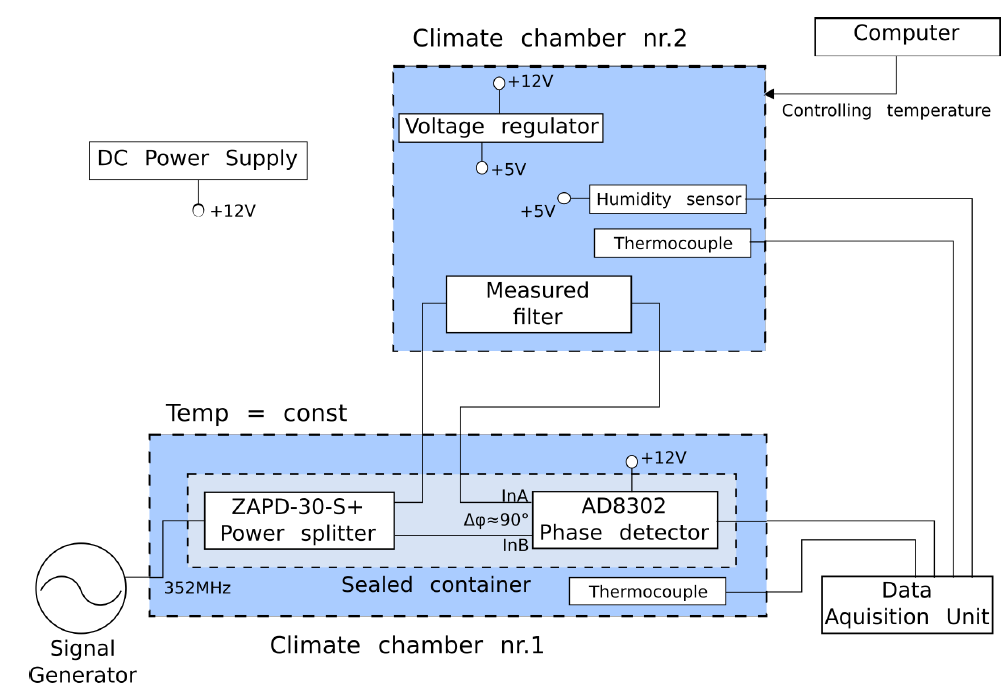 Climate chamber nr.2
Computer
+12V
Controlling temperature
Voltage regulator
DC Power Supply
+5V
+12V
Humidity sensor
+5V
Thermocouple
Measured
filter
Temp = const
+12V
ZAPD-30-S+
Power splitter
InA
Δφ≈90°
InB
AD8302
Phase detector
352MHz
Sealed container
Thermocouple
Data
Aquisition Unit
Climate chamber nr.1
Signal
Generator